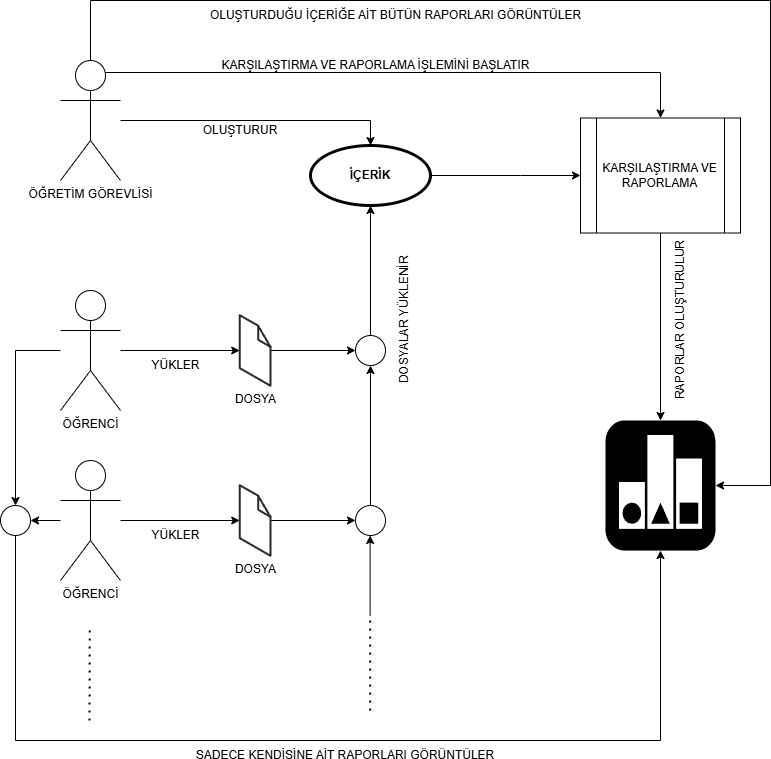 OLUŞTURDUĞU İÇERİĞE AİT BÜTÜN RAPORLARI GÖRÜNTÜLER
KARŞILAŞTIRMA VE RAPORLAMA İŞLEMİNİ BAŞLATIR
OLUŞTURUR
İÇERİK
KARŞILAŞTIRMA VE
RAPORLAMA
ÖĞRETİM GÖREVLİSİ
DOSYALAR YÜKLENİR
RAPORLAR OLUŞTURULUR
YÜKLER
DOSYA
ÖĞRENCİ
YÜKLER
DOSYA
ÖĞRENCİ
SADECE KENDİSİNE AİT RAPORLARI GÖRÜNTÜLER